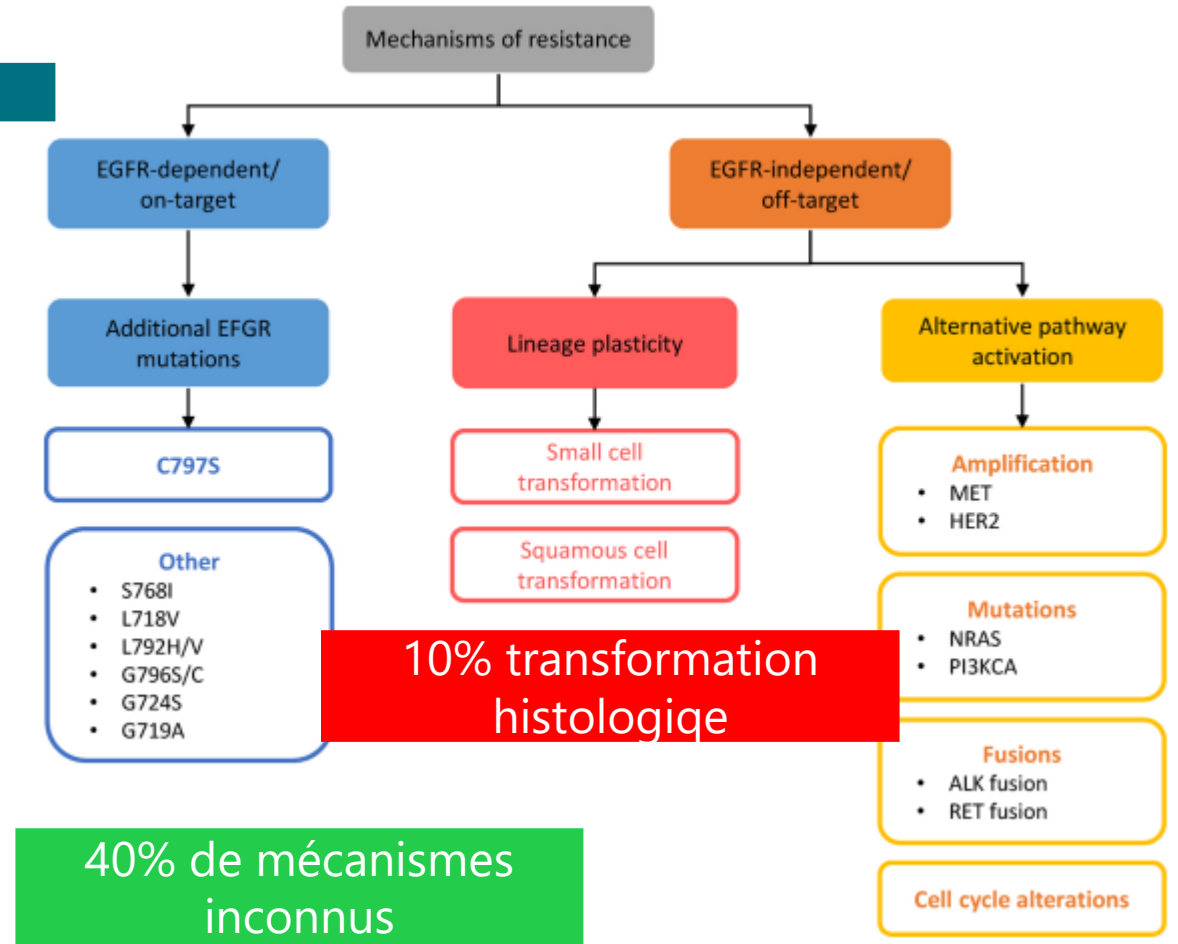 Mechanisms of resistance
EGFR-dependent/
on-target
EGFR-independent/
off-target
Additional EFGR
mutations
Lineage plasticity
Alternative pathway
activation
C797S
Small cell
transformation
Amplification
• MET
• HER2
Other
• S768I
• L718V
• L792H/V
• G796S/C
• G724S
• G719A
Squamous cell
transformation
Mutations
• NRAS
• PI3KCA
10% transformation
histologiqe
Fusions
• ALK fusion
• RET fusion
40% de mécanismes
inconnus
Cell cycle alterations